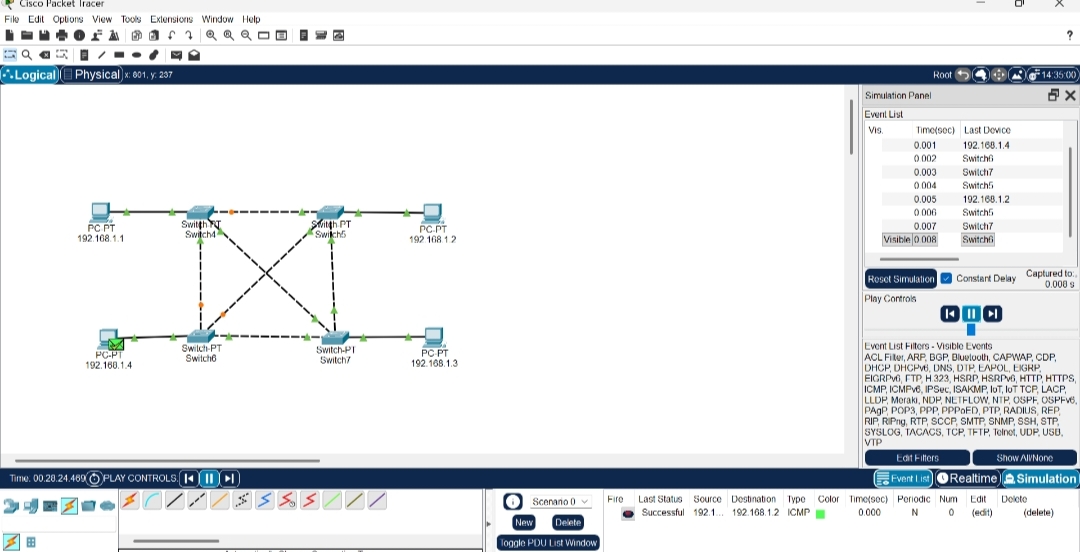 Cisco Packet Tracer
File Edit Options View Tools Extensions Window Help
?
Logical Physical x: 601, y: 237 Root 14:35:00
Simulation Panel
Event List
Vis. Time(sec) Last Device
0.001 192.168.1.4
0.002 Switch6
0.003 Switch7
0.004 Switch5
0.005 192.168.1.2
0.006 Switch5
0.007 Switch7
Visible 0.008 Switch6
Reset Simulation Constant Delay Captured to:
0.008 s
Play Controls
PC-PT
192.168.1.1
Switch-PT
Switch4
Switch-PT
Switch5
PC-PT
192.168.1.2
PC-PT
192.168.1.4
Switch-PT
Switch6
Switch-PT
Switch7
PC-PT
192.168.1.3
Event List Filters - Visible Events
ACL Filter, ARP, BGP, Bluetooth, CAPWAP, CDP,
DHCP, DHCPv6, DNS, DTP, EAPOL, EIGRP,
EIGRPv6, FTP, H.323, HSRP, HSRPv6, HTTP, HTTPS,
ICMP, ICMPv6, IPSec, ISAKMP, IoT, IoT TCP, LACP,
LLDP, Meraki, NDP, NETFLOW, NTP, OSPF, OSPFv6,
PAgP, POP3, PPP, PPPoED, PTP, RADIUS, REP,
RIP, RIPng, RTP, SCCP, SMTP, SNMP, SSH, STP,
SYSLOG, TACACS, TCP, TFTP, Telnet, UDP, USB,
VTP
Edit Filters Show All/None
Time: 00:28:24.469 PLAY CONTROLS: Event List Realtime Simulation
Scenario 0
New Delete
Toggle PDU List Window
Fire Last Status Source Destination Type Color Time(sec) Periodic Num Edit Delete
Successful 192.1... 192.168.1.2 ICMP 0.000 N 0 (edit) (delete)